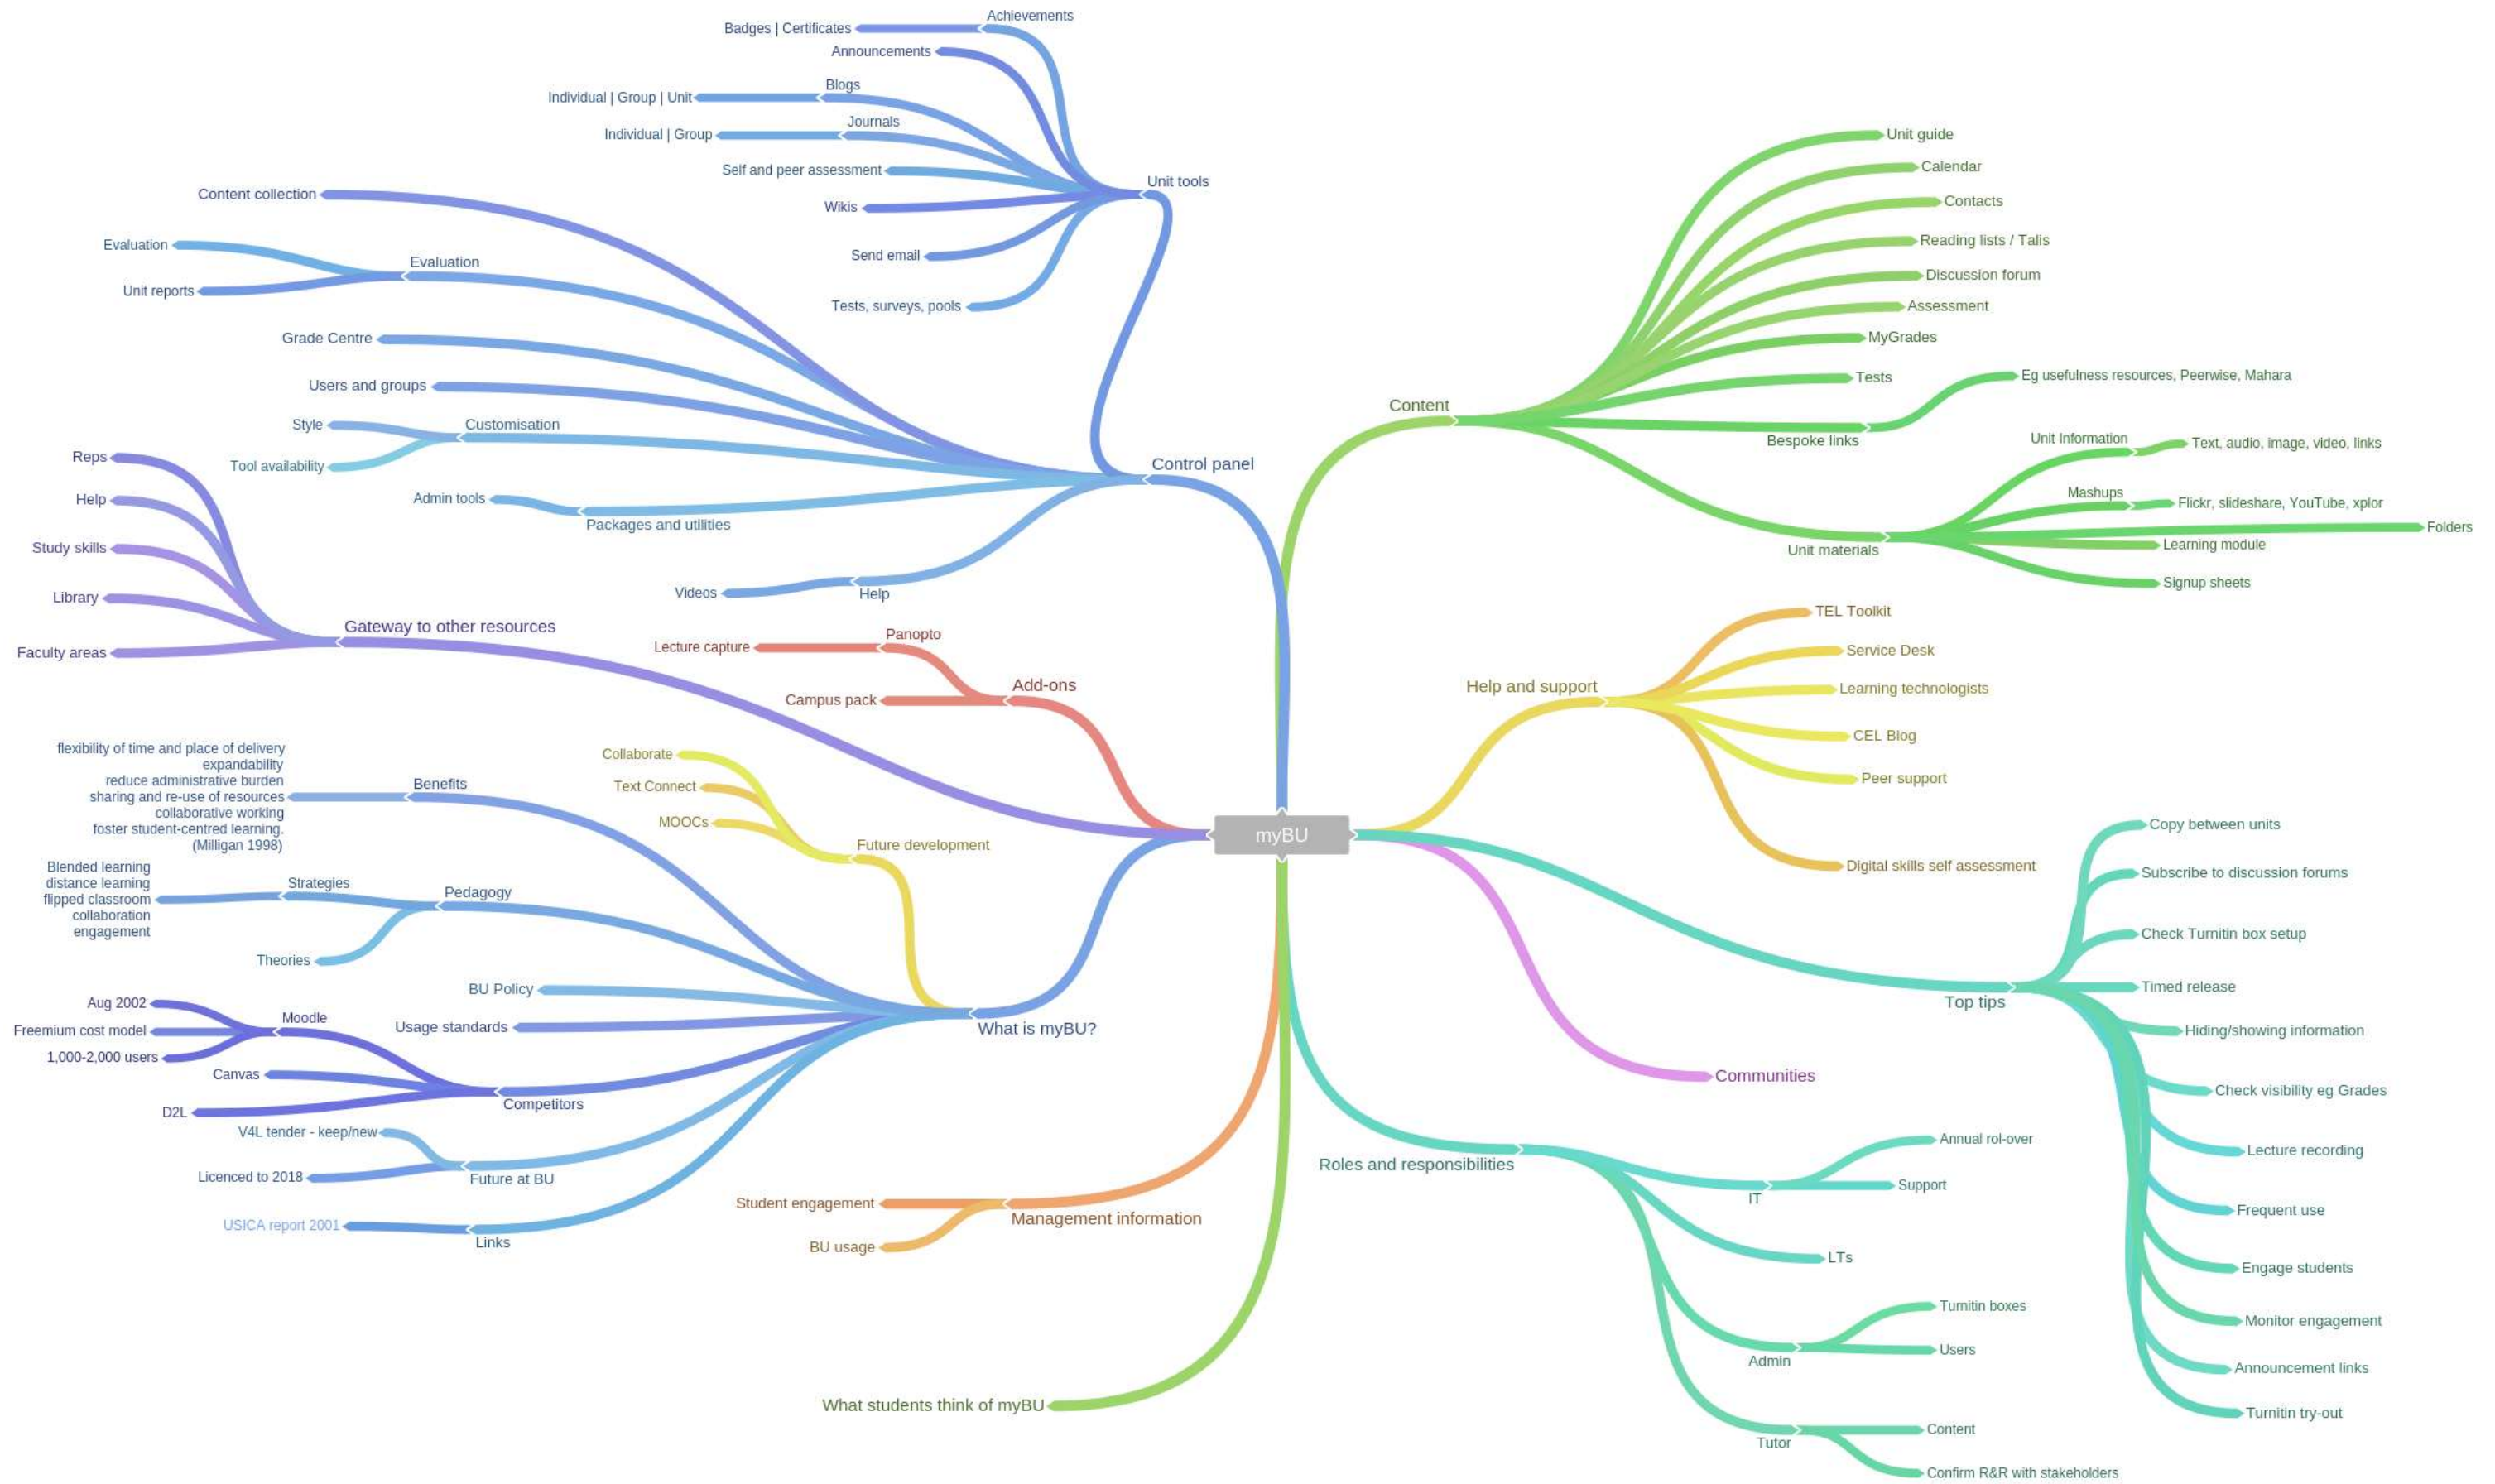 myBU
Control panel
Unit tools
Achievements
Badges | Certificates
Announcements
Blogs
Individual | Group | Unit
Journals
Individual | Group
Self and peer assessment
Wikis
Send email
Tests, surveys, pools
Content collection
Evaluation
Evaluation
Unit reports
Grade Centre
Users and groups
Customisation
Style
Tool availability
Packages and utilities
Admin tools
Help
Videos
Gateway to other resources
Reps
Help
Study skills
Library
Faculty areas
Add-ons
Panopto
Lecture capture
Campus pack
What is myBU?
Future development
Collaborate
Text Connect
MOOCs
Benefits
flexibility of time and place of delivery
expandability
reduce administrative burden
sharing and re-use of resources
collaborative working
foster student-centred learning.
(Milligan 1998)
Pedagogy
Strategies
Blended learning
distance learning
flipped classroom
collaboration
engagement
Theories
BU Policy
Usage standards
Competitors
Moodle
Aug 2002
Freemium cost model
1,000-2,000 users
Canvas
D2L
Future at BU
V4L tender - keep/new
Licenced to 2018
Links
USICA report 2001
Management information
Student engagement
BU usage
What students think of myBU
Content
Unit guide
Calendar
Contacts
Reading lists / Talis
Discussion forum
Assessment
MyGrades
Tests
Bespoke links
Eg usefulness resources, Peerwise, Mahara
Unit materials
Unit Information
Text, audio, image, video, links
Mashups
Flickr, slideshare, YouTube, xplor
Folders
Learning module
Signup sheets
Help and support
TEL Toolkit
Service Desk
Learning technologists
CEL Blog
Peer support
Digital skills self assessment
Top tips
Copy between units
Subscribe to discussion forums
Check Turnitin box setup
Timed release
Hiding/showing information
Check visibility eg Grades
Lecture recording
Frequent use
Engage students
Monitor engagement
Announcement links
Turnitin try-out
Communities
Roles and responsibilities
IT
Annual rol-over
Support
LTs
Admin
Turnitin boxes
Users
Tutor
Content
Confirm R&R with stakeholders